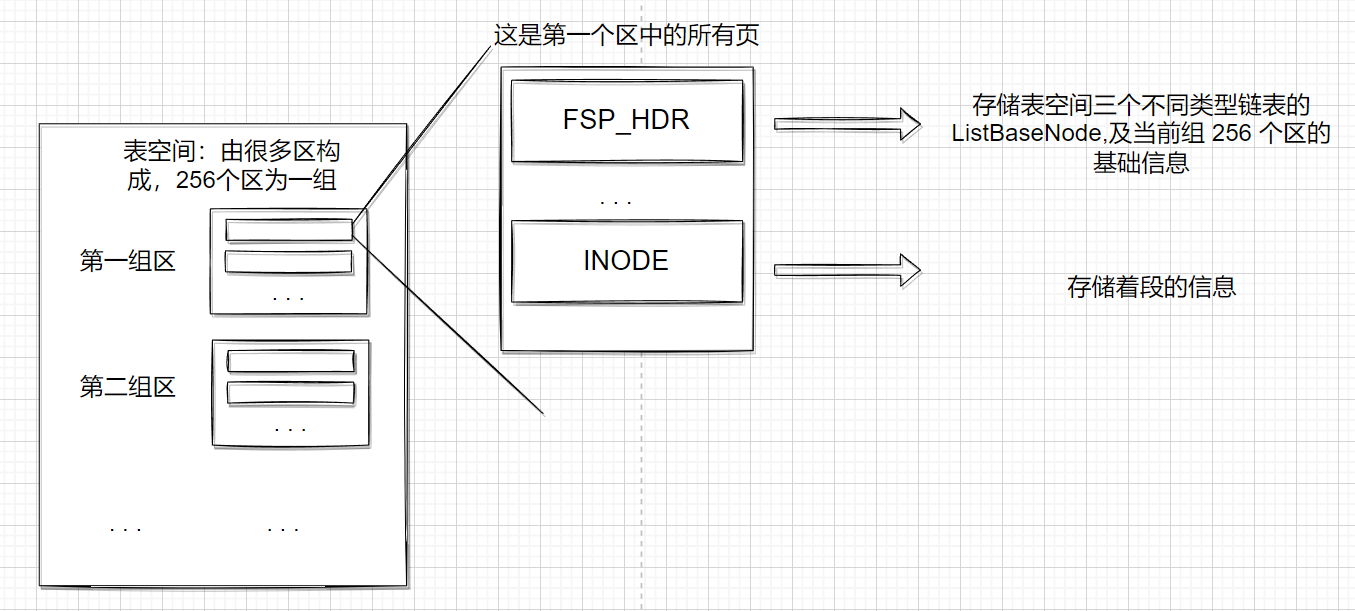 这是第一个区中的所有页
FSP_HDR
存储表空间三个不同类型链表的
ListBaseNode,及当前组 256 个区的
基础信息
表空间：由很多区构
成，256个区为一组
...
第一组区
INODE
存储着段的信息
...
第二组区
...
...
...